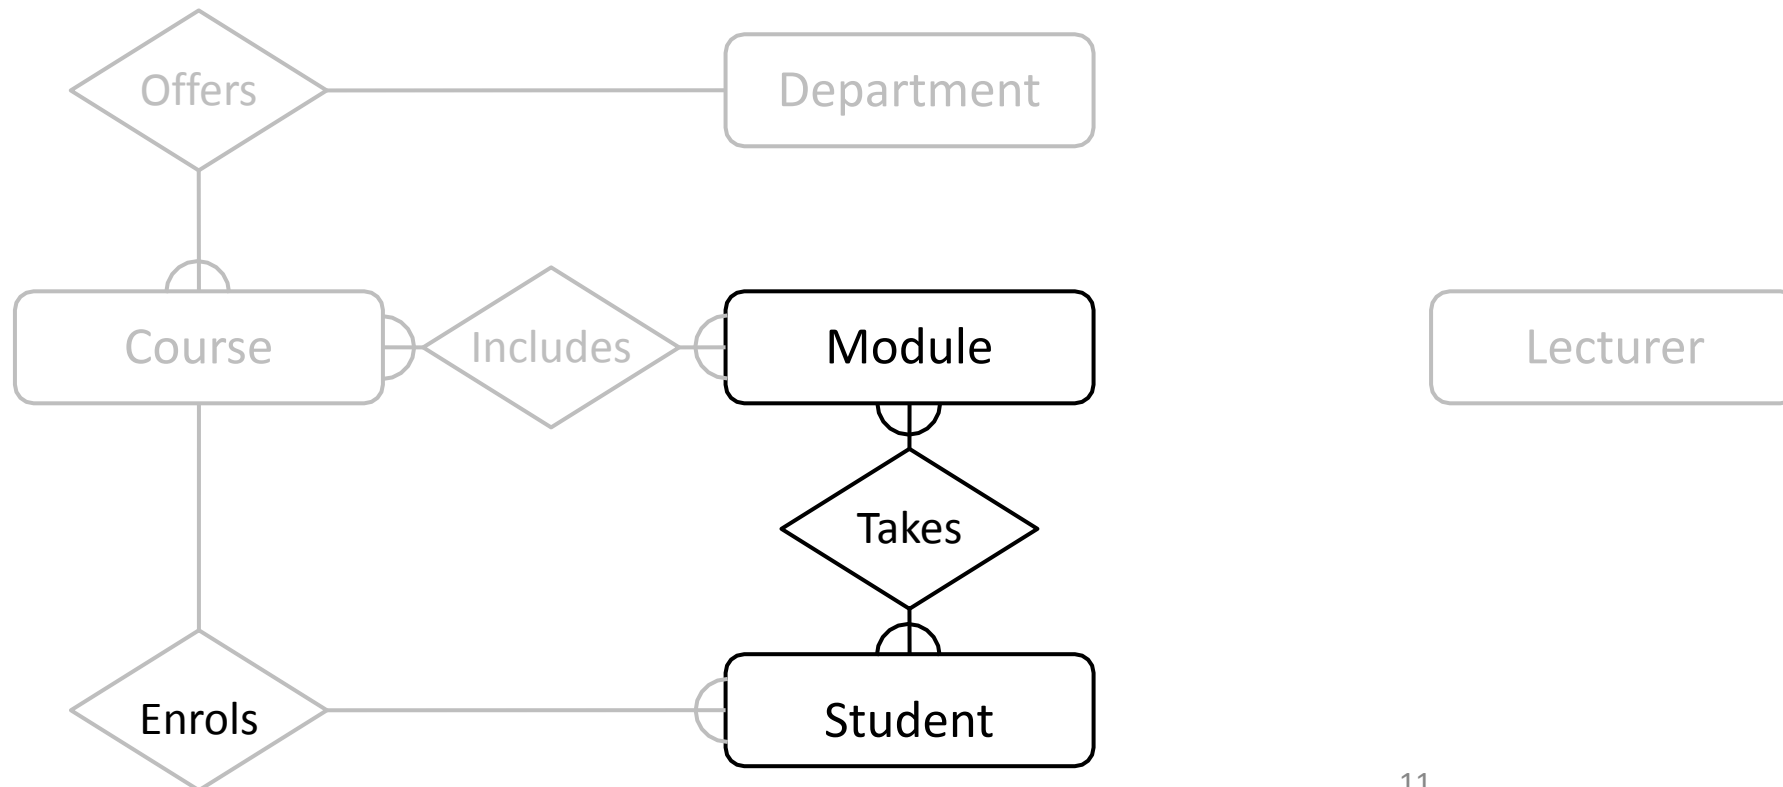 Offers
Department
Course
Includes
Module
Lecturer
Takes
Enrols
Student
11